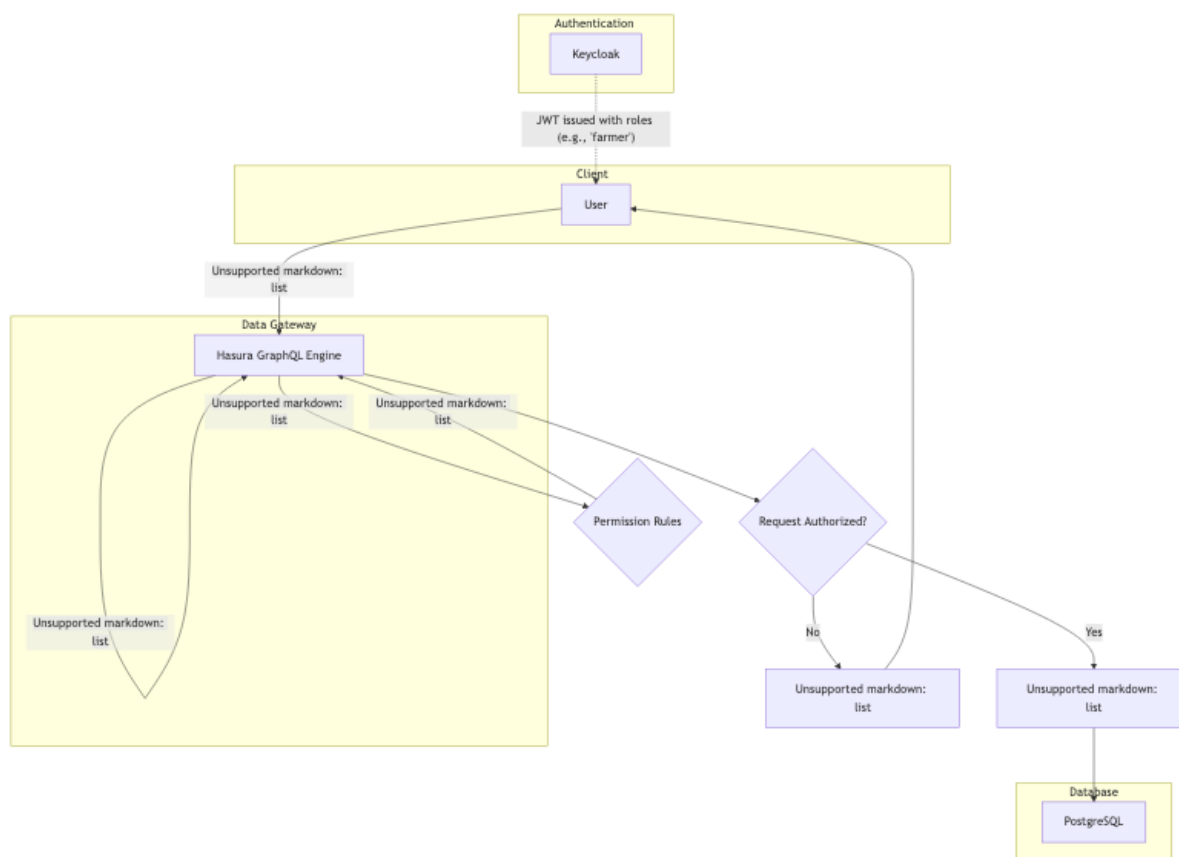 Authentication
Keycloak
JWT issued with roles
(e.g., 'farmer')
Client
User
Unsupported markdown:
list
Data Gateway
Hasura GraphQL Engine
Unsupported markdown:
list
Unsupported markdown:
list
Permission Rules
Request Authorized?
Unsupported markdown:
list
No
Yes
Unsupported markdown:
list
Unsupported markdown:
list
Database
PostgreSQL